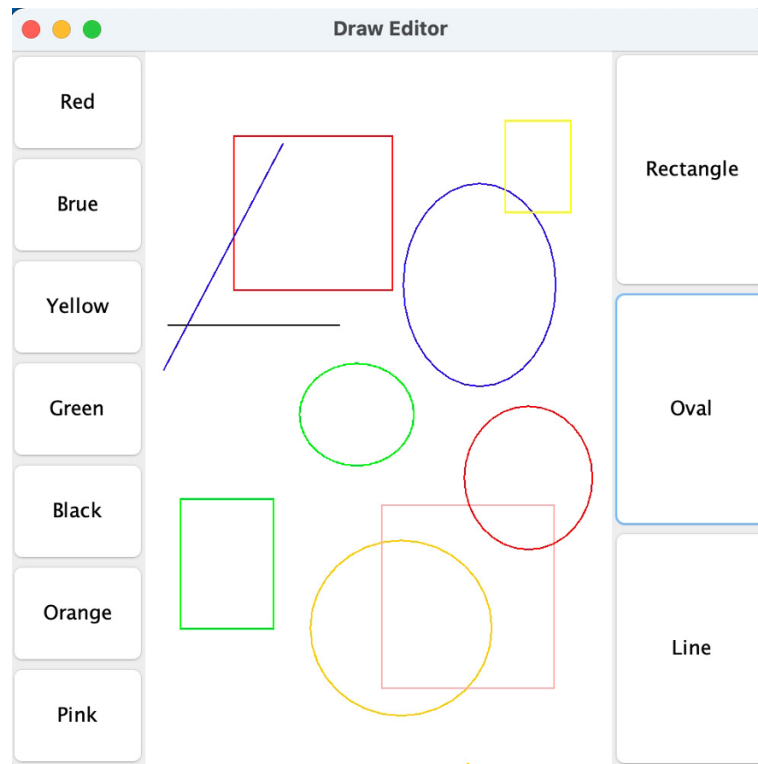 Draw Editor
Red
Brue
Yellow
Green
Black
Orange
Pink
Rectangle
Oval
Line